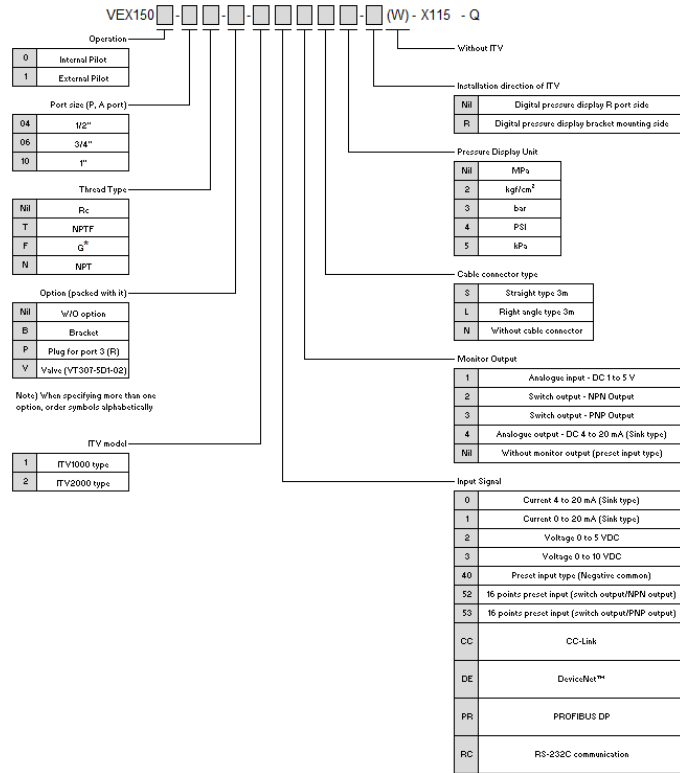 VEX150 - - - - (W) - X115 - Q
Operation
0 Internal Pilot
1 External Pilot
Port size (P, A port)
04 1/2"
06 3/4"
10 1"
Thread Type
Nil Rc
T NPTF
F G*
N NPT
Option (packed with it)
Nil W/O option
B Bracket
P Plug for port 3 (R)
V Valve (VT307-5D1-02)
Note) When specifying more than one
option, order symbols alphabetically
ITV model
1 ITV1000 type
2 ITV2000 type
Without ITV
Installation direction of ITV
Nil Digital pressure display R port side
R Digital pressure display bracket mounting side
Pressure Display Unit
Nil MPa
2 kgf/cm²
3 bar
4 PSI
5 kPa
Cable connector type
S Straight type 3m
L Right angle type 3m
N Without cable connector
Monitor Output
1 Analogue input - DC 1 to 5 V
2 Switch output - NPN Output
3 Switch output - PNP Output
4 Analogue output - DC 4 to 20 mA (Sink type)
Nil Without monitor output (preset input type)
Input Signal
0 Current 4 to 20 mA (Sink type)
1 Current 0 to 20 mA (Sink type)
2 Voltage 0 to 5 VDC
3 Voltage 0 to 10 VDC
40 Preset input type (Negative common)
52 16 points preset input (switch output/NPN output)
53 16 points preset input (switch output/PNP output)
CC CC-Link
DE DeviceNet™
PR PROFIBUS DP
RC RS-232C communication